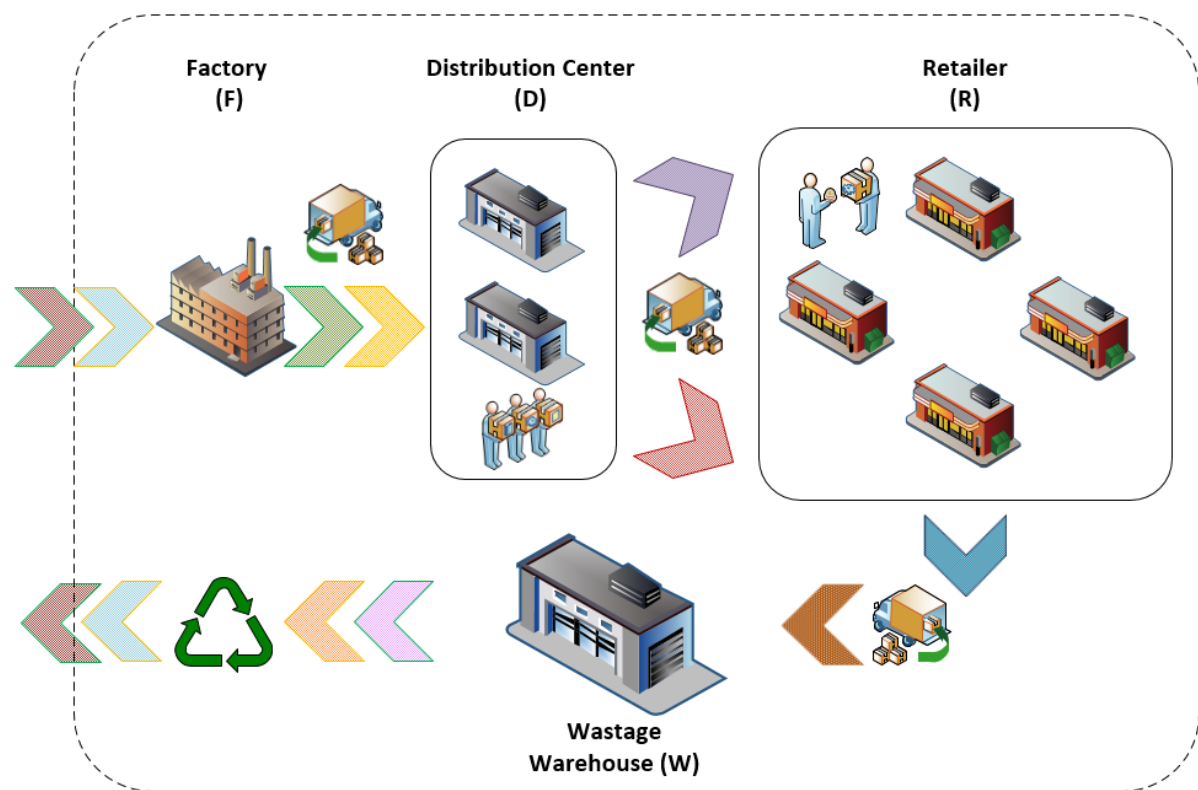 Factory
(F)
Distribution Center
(D)
Retailer
(R)
Wastage
Warehouse (W)